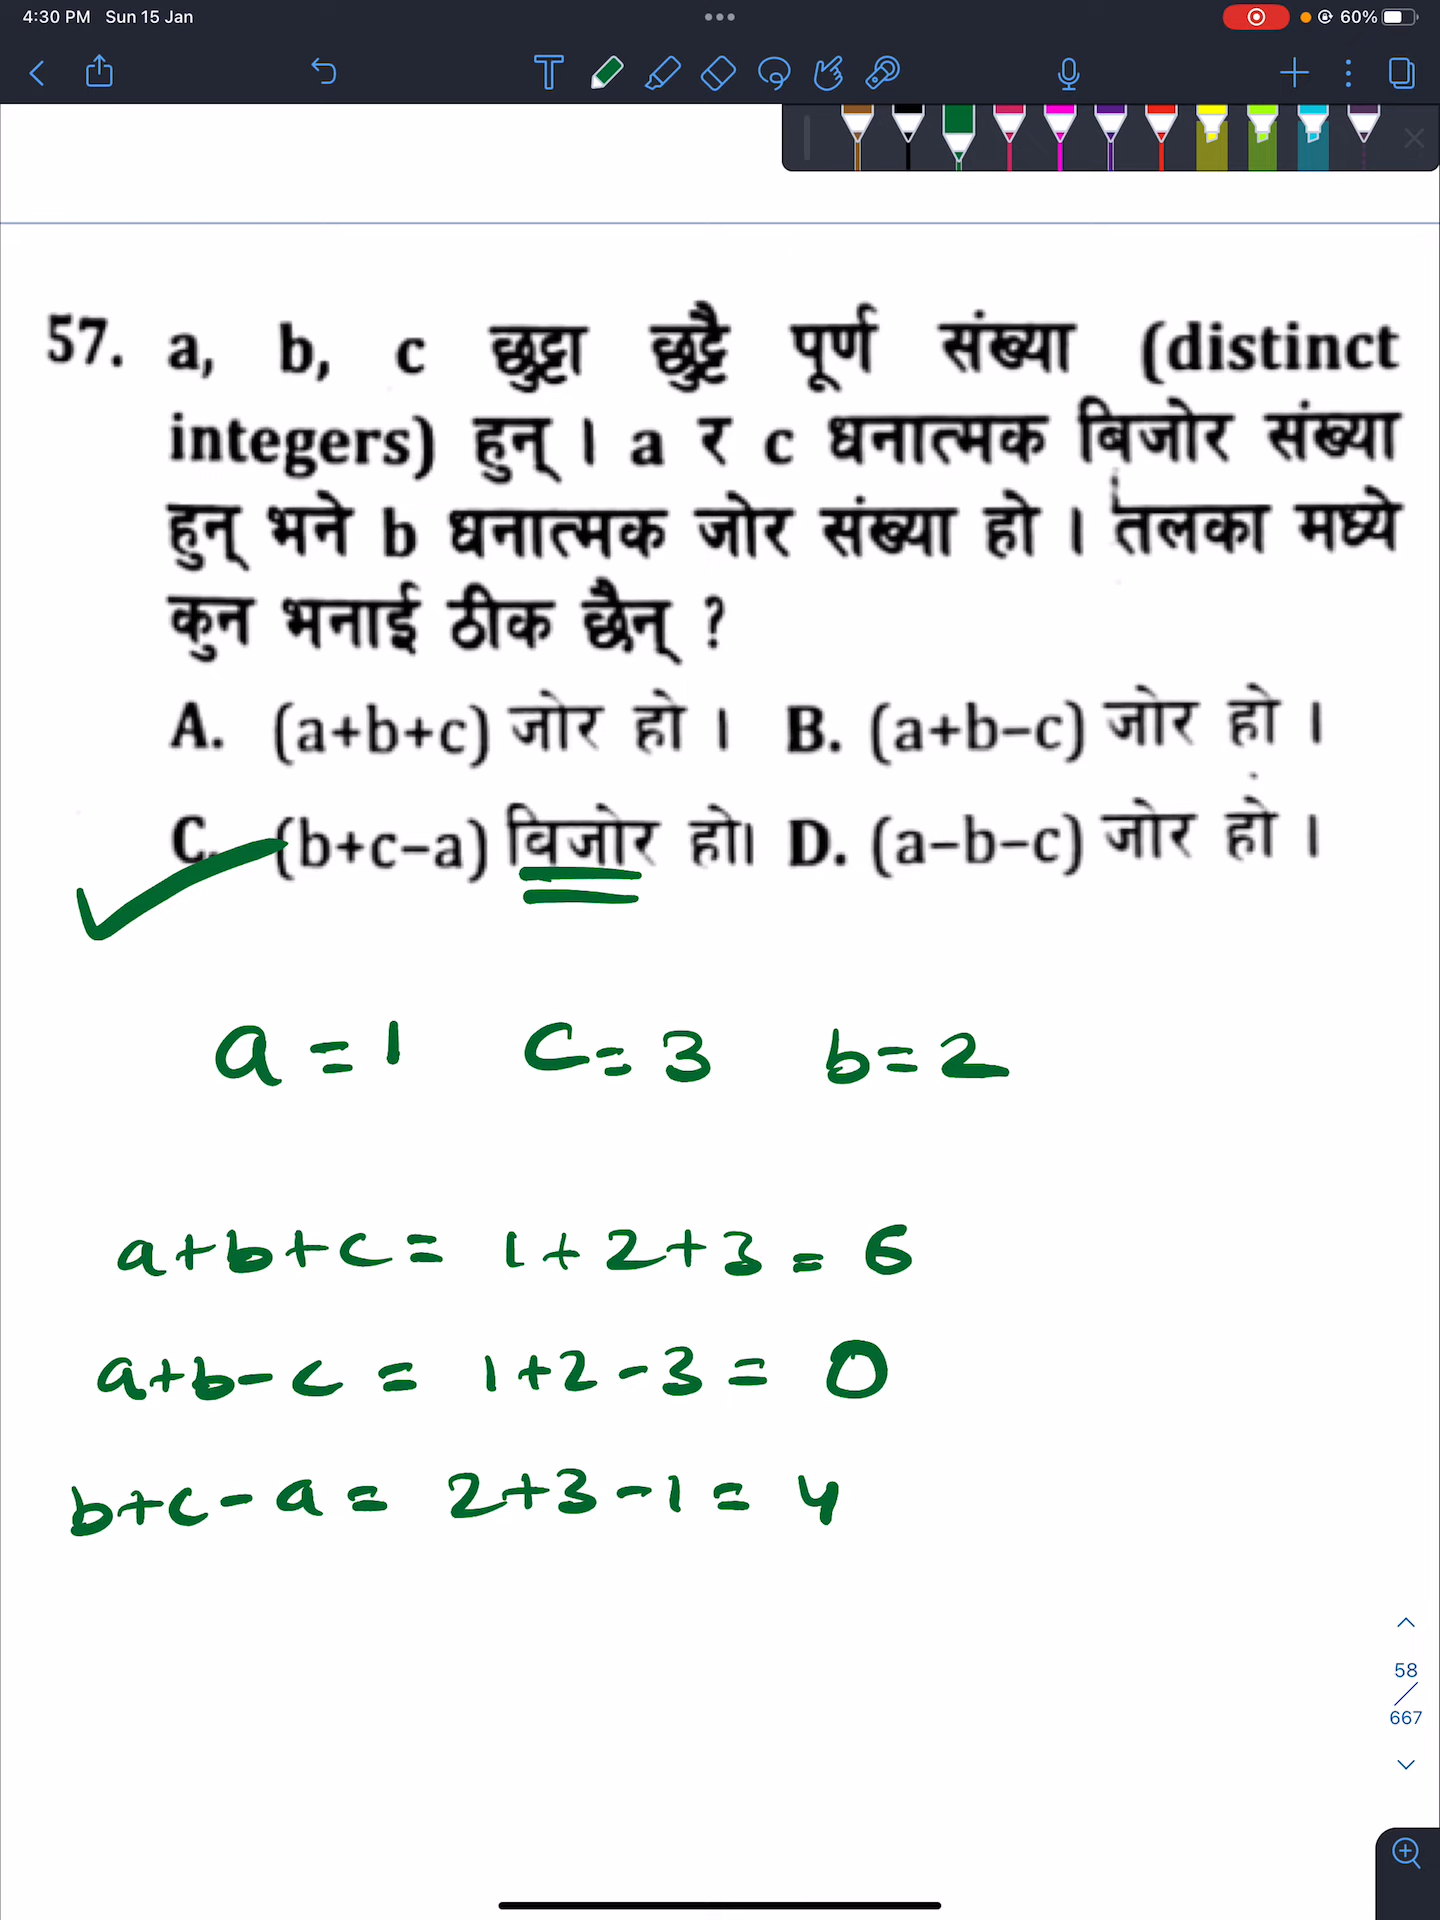 4:30 PM Sun 15 Jan
60%
57. a, b, c छुट्टा छुट्टै पूर्ण संख्या (distinct
integers) हुन् । a र c धनात्मक बिजोर संख्या
हुन् भने b धनात्मक जोर संख्या हो । तलका मध्ये
कुन भनाई ठीक छैन् ?
A. (a+b+c) जोर हो । B. (a+b−c) जोर हो ।
C. (b+c−a) विजोर हो। D. (a−b−c) जोर हो ।
a = 1 c = 3 b = 2
a+b+c = 1+2+3 = 6
a+b-c = 1+2-3 = 0
b+c-a = 2+3-1 = 4
58
/
667